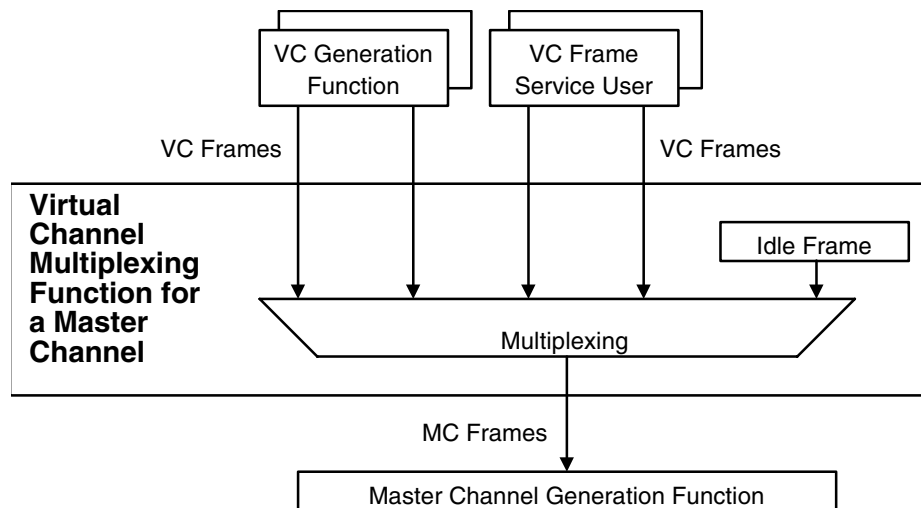 VC Generation
Function
VC Frame
Service User
VC Frames
VC Frames
Virtual
Channel
Multiplexing
Function for
a Master
Channel
Idle Frame
Multiplexing
MC Frames
Master Channel Generation Function